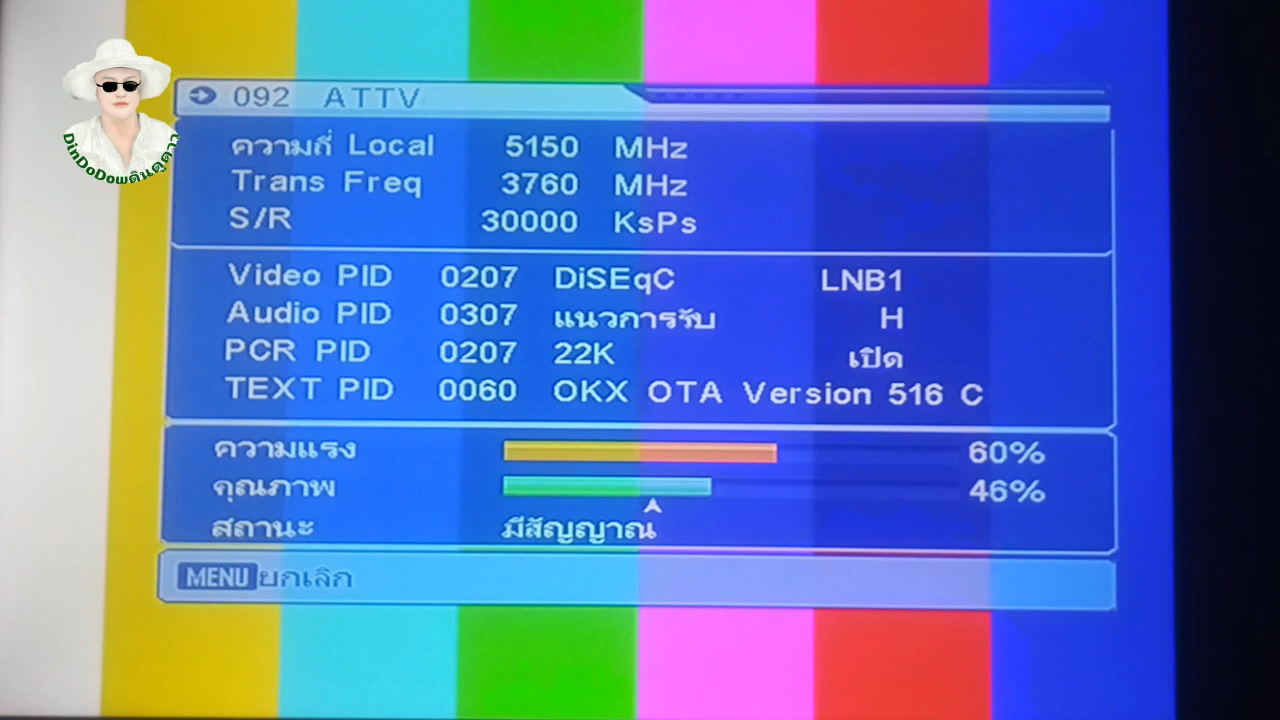 DinDoDowดินดูดาว
092 ATTV
ความถี่ Local 5150 MHz
Trans Freq 3760 MHz
S/R 30000 KsPs
Video PID 0207 DiSEqC LNB1
Audio PID 0307 แนวการรับ H
PCR PID 0207 22K เปิด
TEXT PID 0060 OKX OTA Version 516 C
ความแรง 60%
คุณภาพ 46%
สถานะ มีสัญญาณ
MENU ยกเลิก